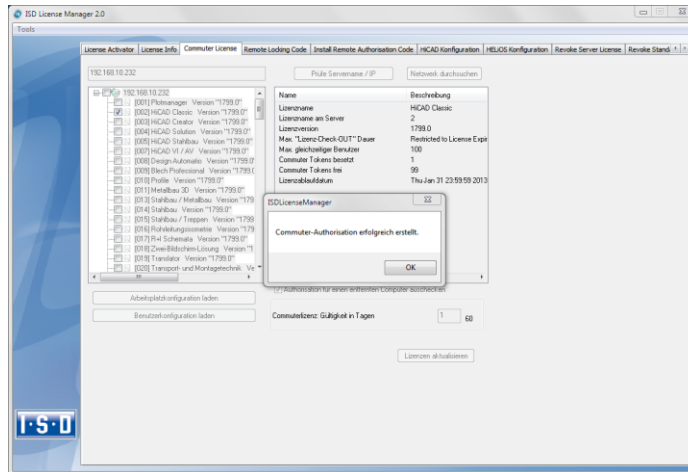 ISD License Manager 2.0
Tools
License Activator License Info Commuter License Remote Locking Code Install Remote Authorisation Code HiCAD Konfiguration HELiOS Konfiguration Revoke Server License Revoke Stand
192.168.10.232 Prüfe Servername / IP Netzwerk durchsuchen
192.168.10.232
[001] Plotmanager Version "1799.0"
[002] HiCAD Classic Version "1799.0"
[003] HiCAD Creator Version "1799.0"
[004] HiCAD Solution Version "1799.0"
[005] HiCAD Stahlbau Version "1799.0"
[007] HiCAD VI / AV Version "1799.0"
[008] Design Automatio Version "1799.0"
[009] Blech Professional Version "1799.0
[010] Profile Version "1799.0"
[011] Metallbau 3D Version "1799.0"
[013] Stahlbau / Metallbau Version "179
[014] Stahlbau Version "1799.0"
[015] Stahlbau / Treppen Version "1799
[016] Rohrleitungsisometrie Version "179
[017] R+I Schemata Version "1799.0"
[018] Zwei-Bildschirm-Lösung Version "1
[019] Translator Version "1799.0"
[020] Transport- und Montagetechnik Ve
Name Beschreibung
Lizenzname HiCAD Classic
Lizenzname am Server 2
Lizenzversion 1799.0
Max. "Lizenz-Check-OUT" Dauer Restricted to License Expir
Max. gleichzeitiger Benutzer 100
Commuter Tokens besetzt 1
Commuter Tokens frei 99
Lizenzablaufdatum Thu Jan 31 23:59:59 2013
ISDLicenseManager
Commuter-Authorisation erfolgreich erstellt.
OK
Authorisation für einen entfernten Computer auschecken
Arbeitsplatzkonfiguration laden
Benutzerkonfiguration laden
Commuterlizenz: Gültigkeit in Tagen 1 60
Lizenzen aktualisieren
I·S·D